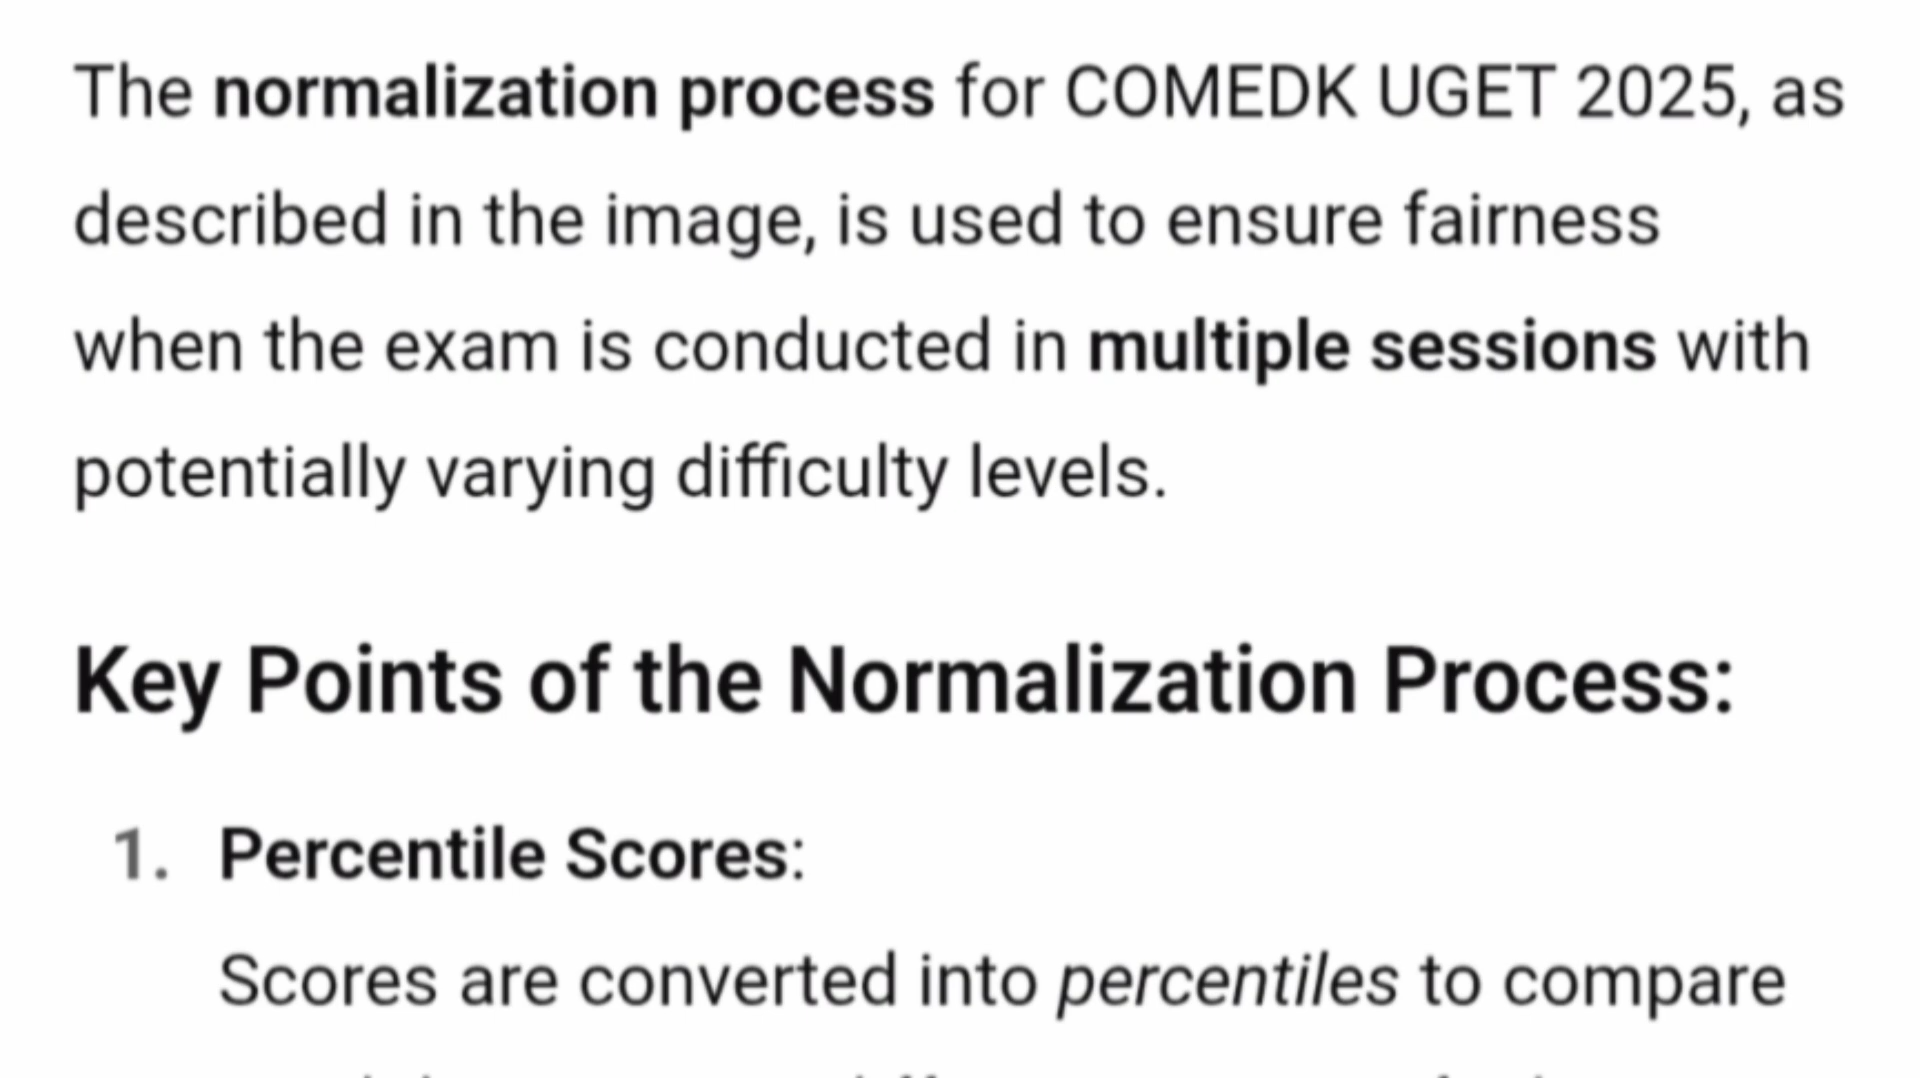 The normalization process for COMEDK UGET 2025, as
described in the image, is used to ensure fairness
when the exam is conducted in multiple sessions with
potentially varying difficulty levels.
Key Points of the Normalization Process:
1. Percentile Scores:
Scores are converted into percentiles to compare